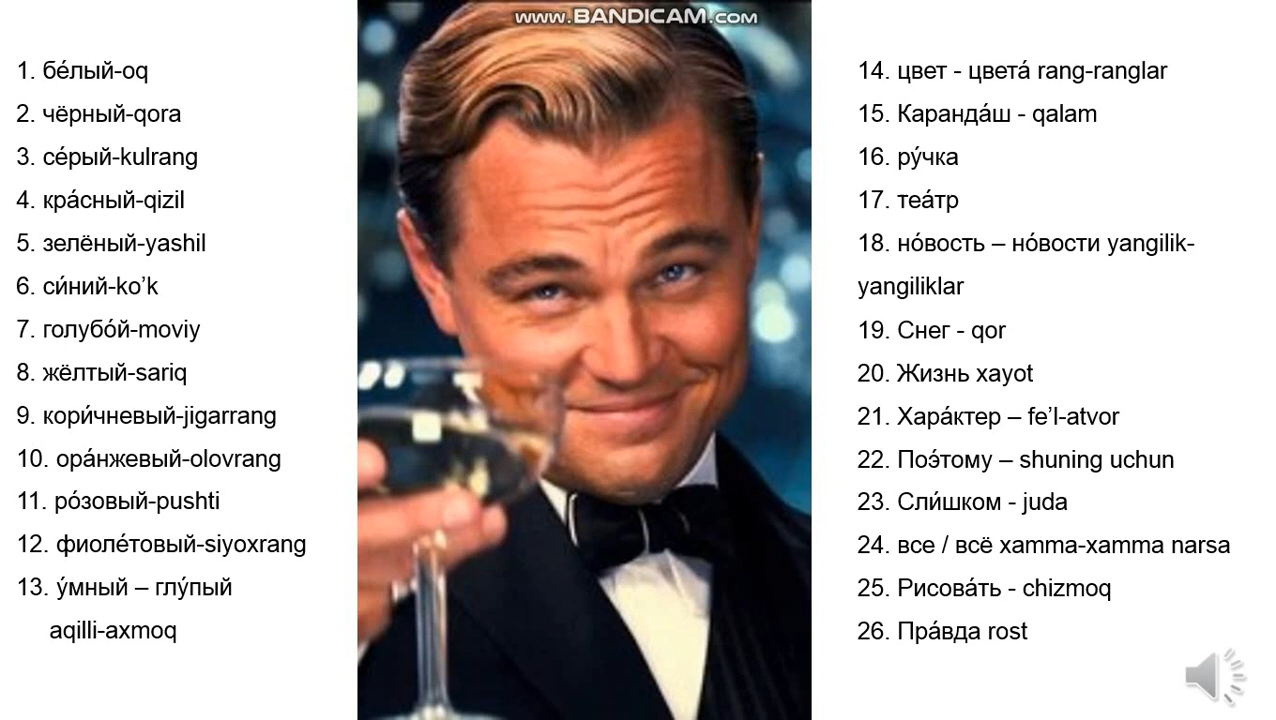 www.BANDICAM.com
1. бе́лый-oq
2. чёрный-qora
3. се́рый-kulrang
4. кра́сный-qizil
5. зелёный-yashil
6. си́ний-ko’k
7. голубо́й-moviy
8. жёлтый-sariq
9. кори́чневый-jigarrang
10. ора́нжевый-olovrang
11. ро́зовый-pushti
12. фиоле́товый-siyoxrang
13. у́мный – глу́пый
aqilli-axmoq
14. цвет - цвета́ rang-ranglar
15. Каранда́ш - qalam
16. ру́чка
17. теа́тр
18. но́вость – но́вости yangilik-
yangiliklar
19. Снег - qor
20. Жизнь xayot
21. Хара́ктер – fe’l-atvor
22. Поэ́тому – shuning uchun
23. Сли́шком - juda
24. все / всё xamma-xamma narsa
25. Рисова́ть - chizmoq
26. Пра́вда rost